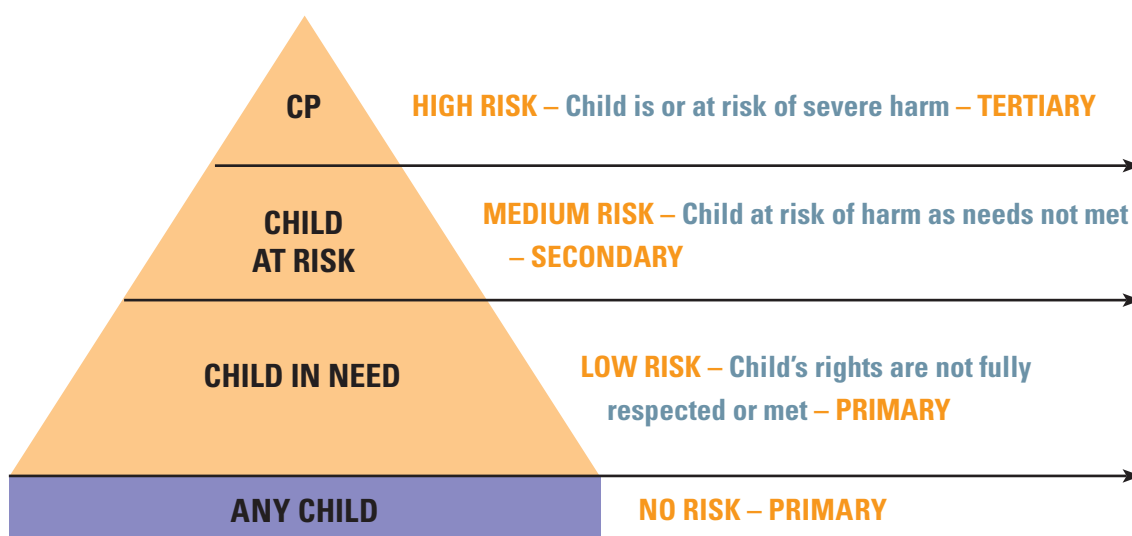 CP
HIGH RISK – Child is or at risk of severe harm – TERTIARY
CHILD
AT RISK
MEDIUM RISK – Child at risk of harm as needs not met
– SECONDARY
CHILD IN NEED
LOW RISK – Child’s rights are not fully
respected or met – PRIMARY
ANY CHILD
NO RISK – PRIMARY